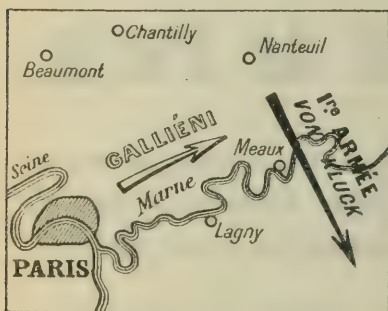 Chantilly
Beaumont
Nanteuil
GALLIÉNI
1re ARMÉE
VON KLUCK
Seine
Marne
Meaux
Lagny
PARIS